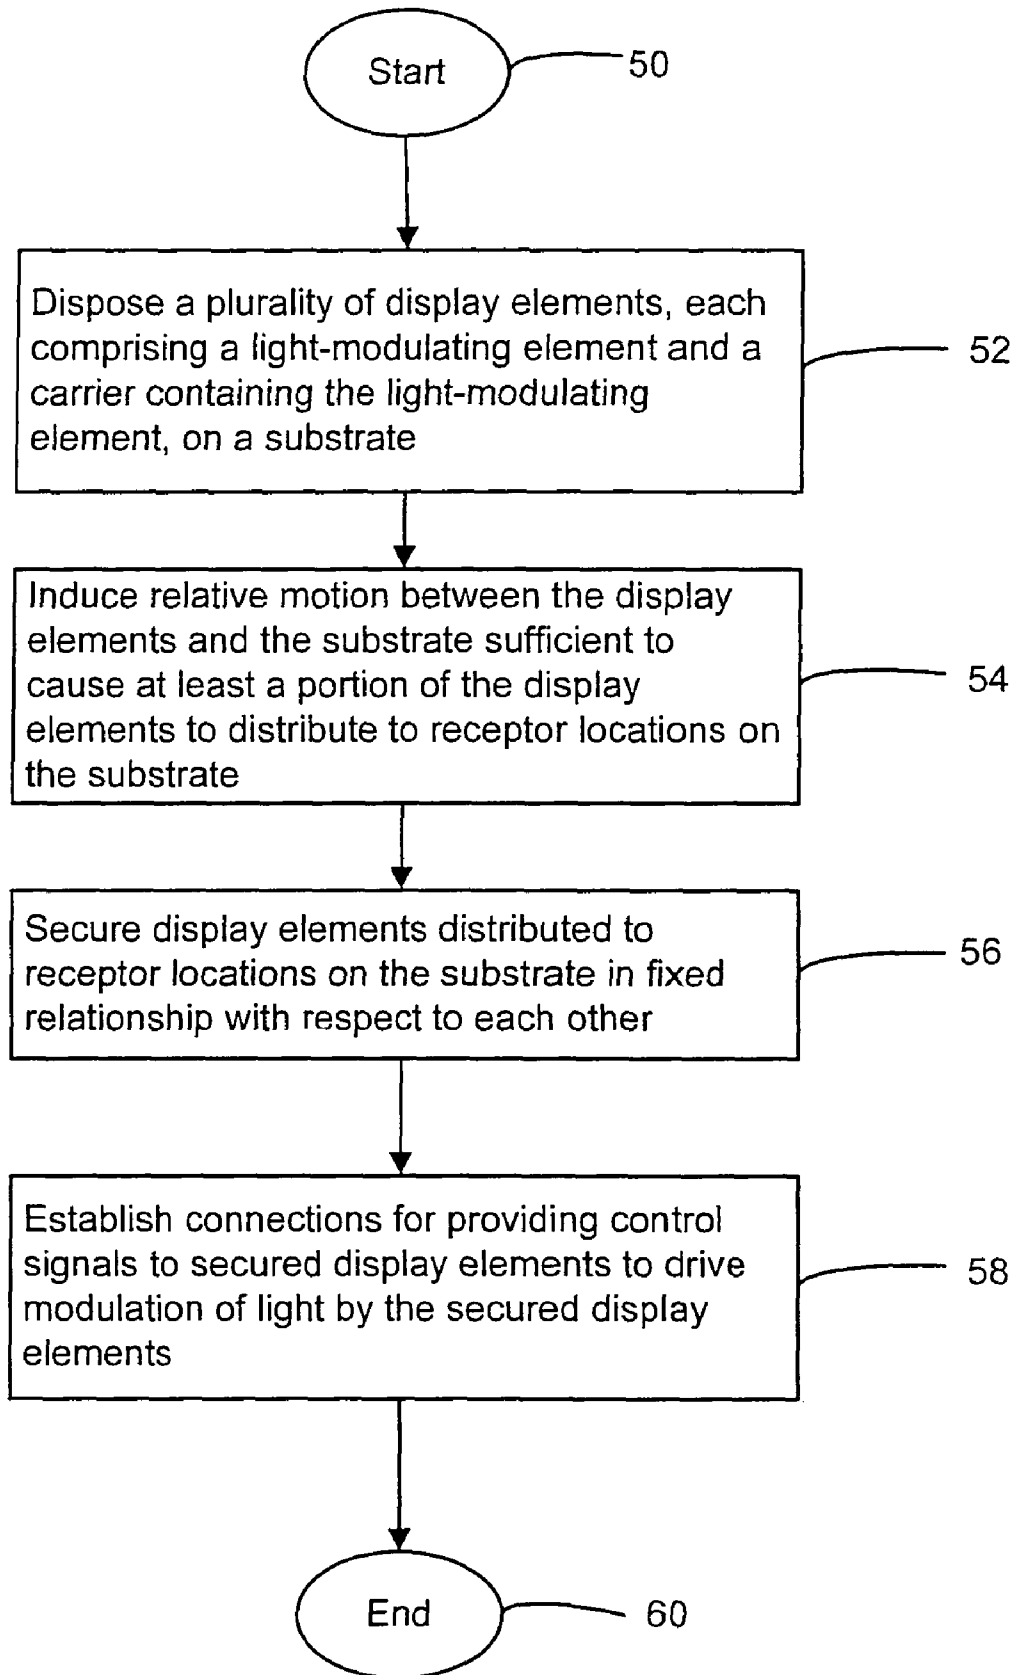 Start
50
Dispose a plurality of display elements, each
comprising a light-modulating element and a
carrier containing the light-modulating
element, on a substrate
52
Induce relative motion between the display
elements and the substrate sufficient to
cause at least a portion of the display
elements to distribute to receptor locations on
the substrate
54
Secure display elements distributed to
receptor locations on the substrate in fixed
relationship with respect to each other
56
Establish connections for providing control
signals to secured display elements to drive
modulation of light by the secured display
elements
58
End
60